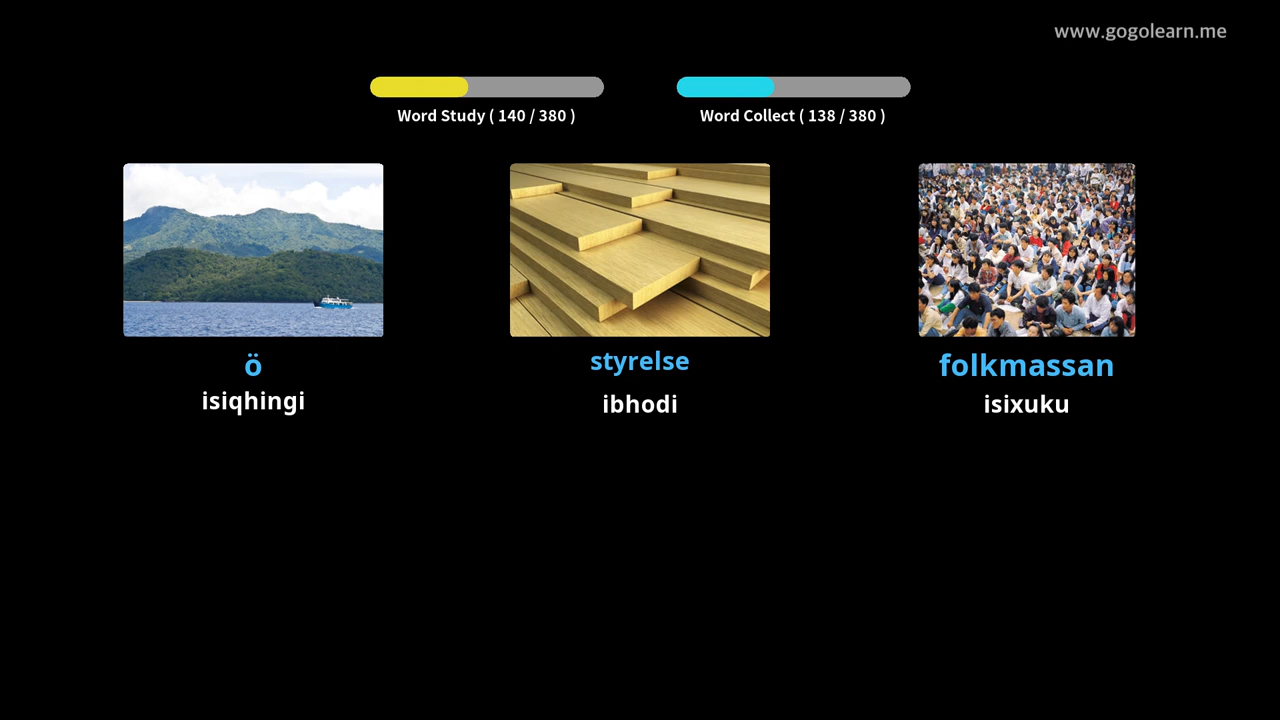 www.gogolearn.me
Word Study ( 140 / 380 )
Word Collect ( 138 / 380 )
ö
styrelse
folkmassan
isiqhingi
ibhodi
isixuku